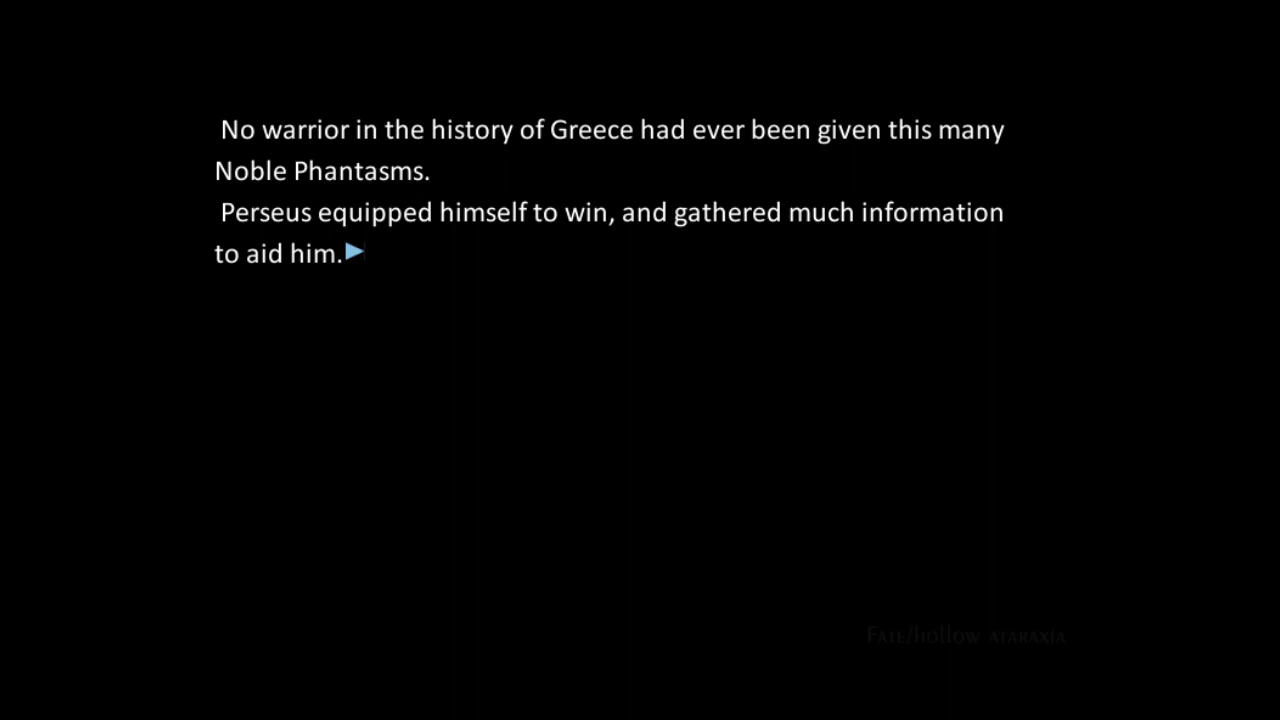 No warrior in the history of Greece had ever been given this many
Noble Phantasms.
Perseus equipped himself to win, and gathered much information
to aid him.
Fate/hollow ataraxia